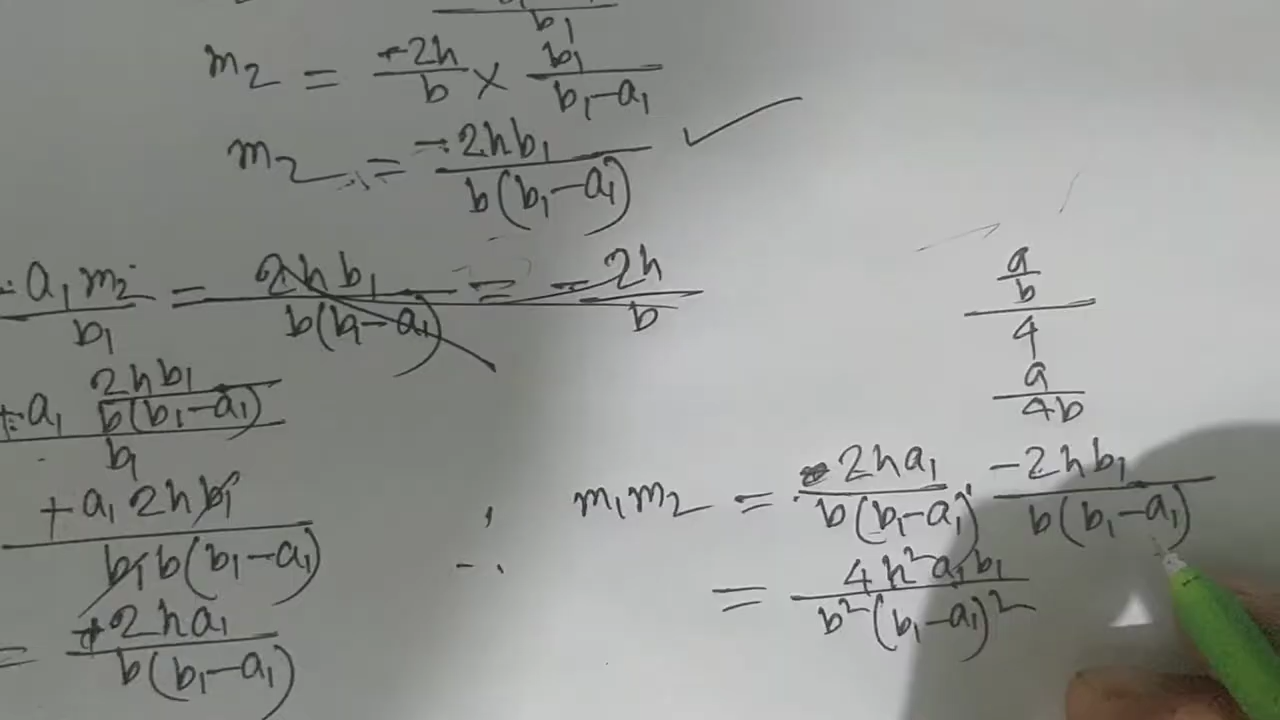 b₁
m₂ = -2h/b × b₁/(b₁-a₁)
m₂ = -2hb₁/b(b₁-a₁) ✓
-a₁m₂/b₁ = 2hb₁/b(b₁-a₁) = -2h/b
a/b/4
a/4b
a₁ 2hb₁/b(b₁-a₁)/b₁
+a₁2hb₁/b₁b(b₁-a₁)
= +2ha₁/b(b₁-a₁)
∴ m₁m₂ = 2ha₁/b(b₁-a₁) · -2hb₁/b(b₁-a₁)
= 4h²a₁b₁/b²(b₁-a₁)²